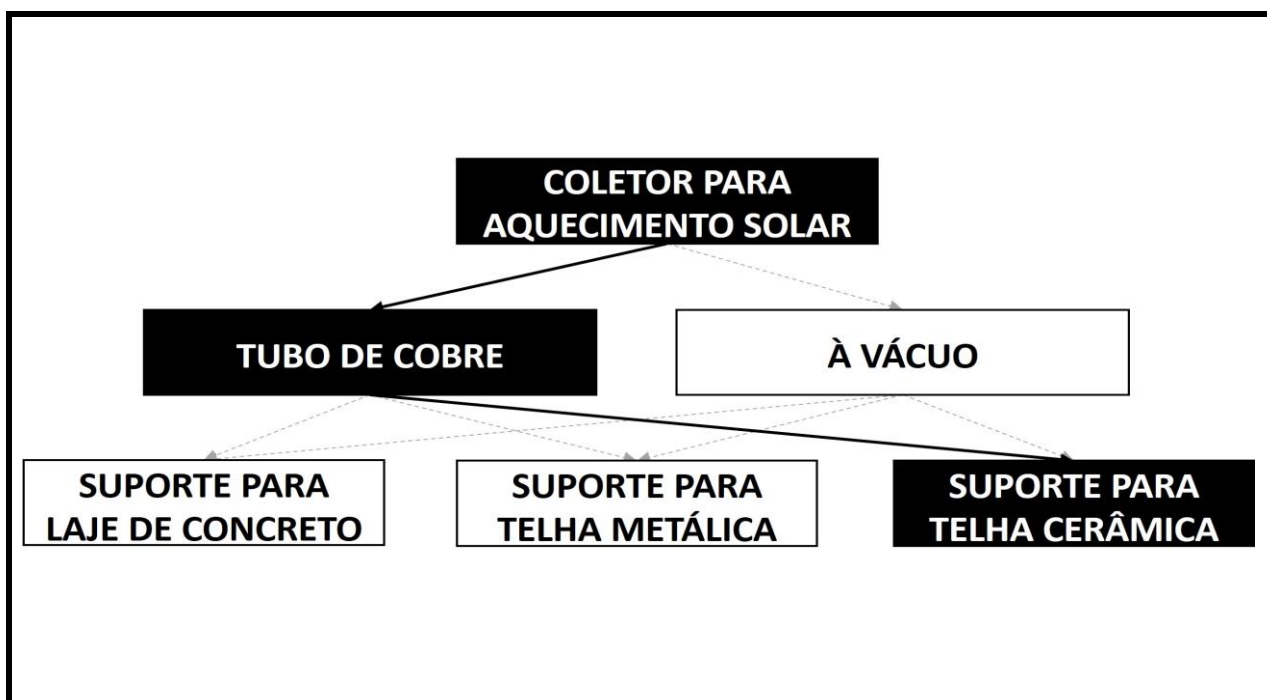 COLETOR PARA
AQUECIMENTO SOLAR
TUBO DE COBRE
À VÁCUO
SUPORTE PARA
LAJE DE CONCRETO
SUPORTE PARA
TELHA METÁLICA
SUPORTE PARA
TELHA CERÂMICA